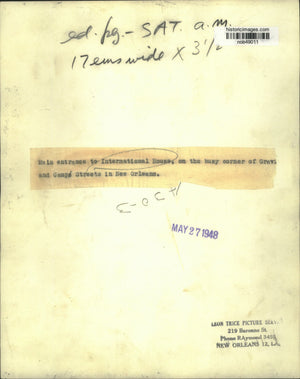 historicimages.com
ed. pg. - SAT. a.m.
17 ems wide X 3 1/2
Main entrance to International House, on the busy corner of Gravi
and Camp Streets in New Orleans.
MAY 27 1948
LEON TRICE PICTURE
219 Baronne St.
Phone RAymond
NEW ORLEANS 12, LA.